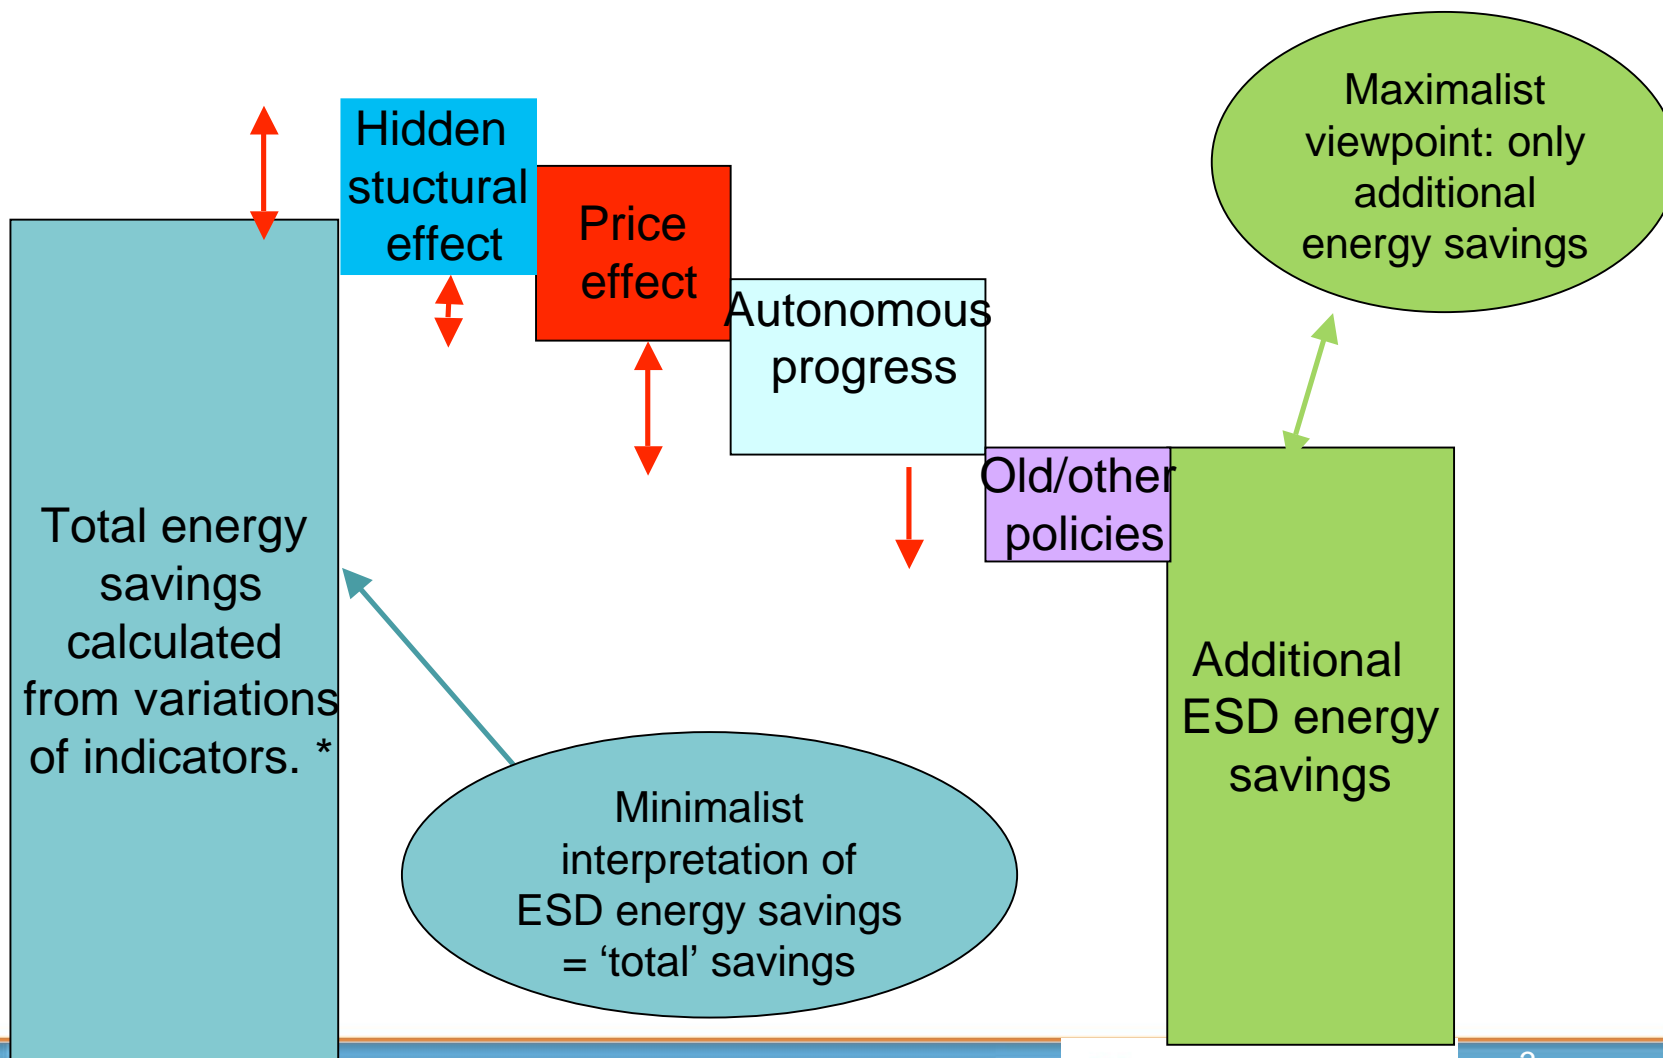 Hidden
stuctural
effect
Price
effect
Autonomous
progress
Old/other
policies
Maximalist
viewpoint: only
additional
energy savings
Total energy
savings
calculated
from variations
of indicators. *
Additional
ESD energy
savings
Minimalist
interpretation of
ESD energy savings
= ‘total’ savings